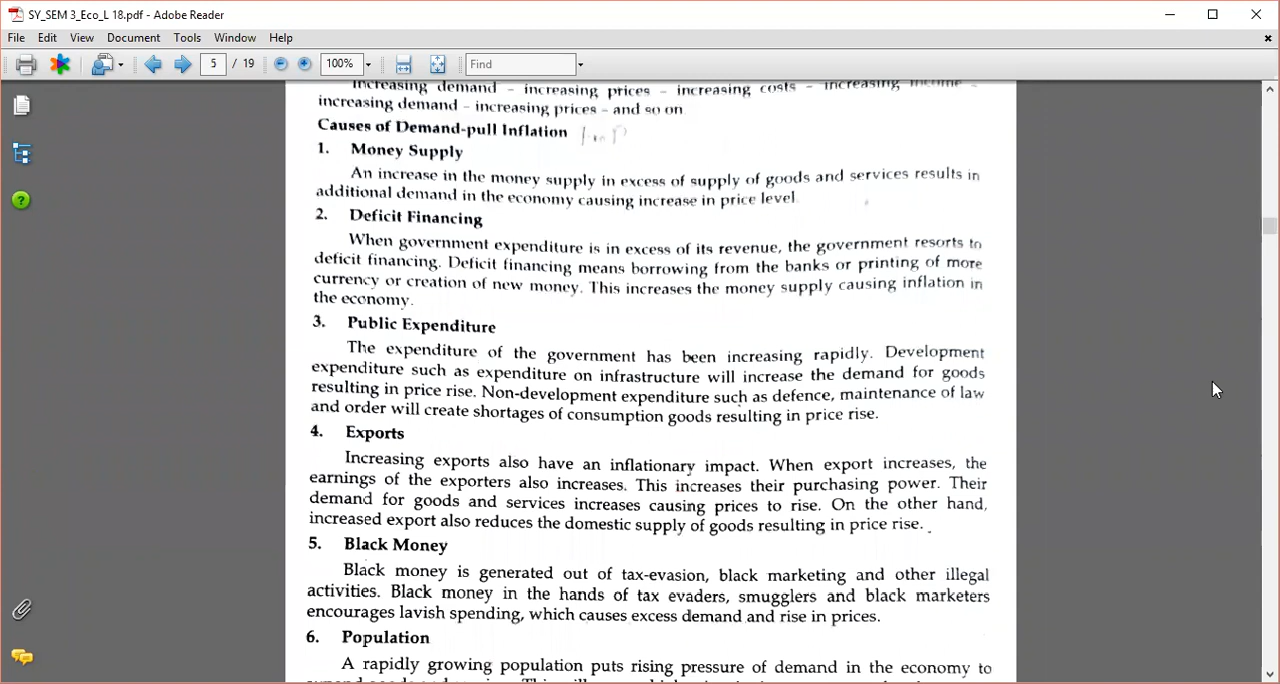 SY_SEM 3_Eco_L 18.pdf - Adobe Reader
File Edit View Document Tools Window Help
5 / 19 100% Find
increasing demand - increasing prices - increasing costs - increasing income -
increasing demand - increasing prices - and so on
Causes of Demand-pull Inflation
1. Money Supply
An increase in the money supply in excess of supply of goods and services results in
additional demand in the economy causing increase in price level
2. Deficit Financing
When government expenditure is in excess of its revenue, the government resorts to
deficit financing. Deficit financing means borrowing from the banks or printing of more
currency or creation of new money. This increases the money supply causing inflation in
the economy.
3. Public Expenditure
The expenditure of the government has been increasing rapidly. Development
expenditure such as expenditure on infrastructure will increase the demand for goods
resulting in price rise. Non-development expenditure such as defence, maintenance of law
and order will create shortages of consumption goods resulting in price rise.
4. Exports
Increasing exports also have an inflationary impact. When export increases, the
earnings of the exporters also increases. This increases their purchasing power. Their
demand for goods and services increases causing prices to rise. On the other hand,
increased export also reduces the domestic supply of goods resulting in price rise.
5. Black Money
Black money is generated out of tax-evasion, black marketing and other illegal
activities. Black money in the hands of tax evaders, smugglers and black marketers
encourages lavish spending, which causes excess demand and rise in prices.
6. Population
A rapidly growing population puts rising pressure of demand in the economy to